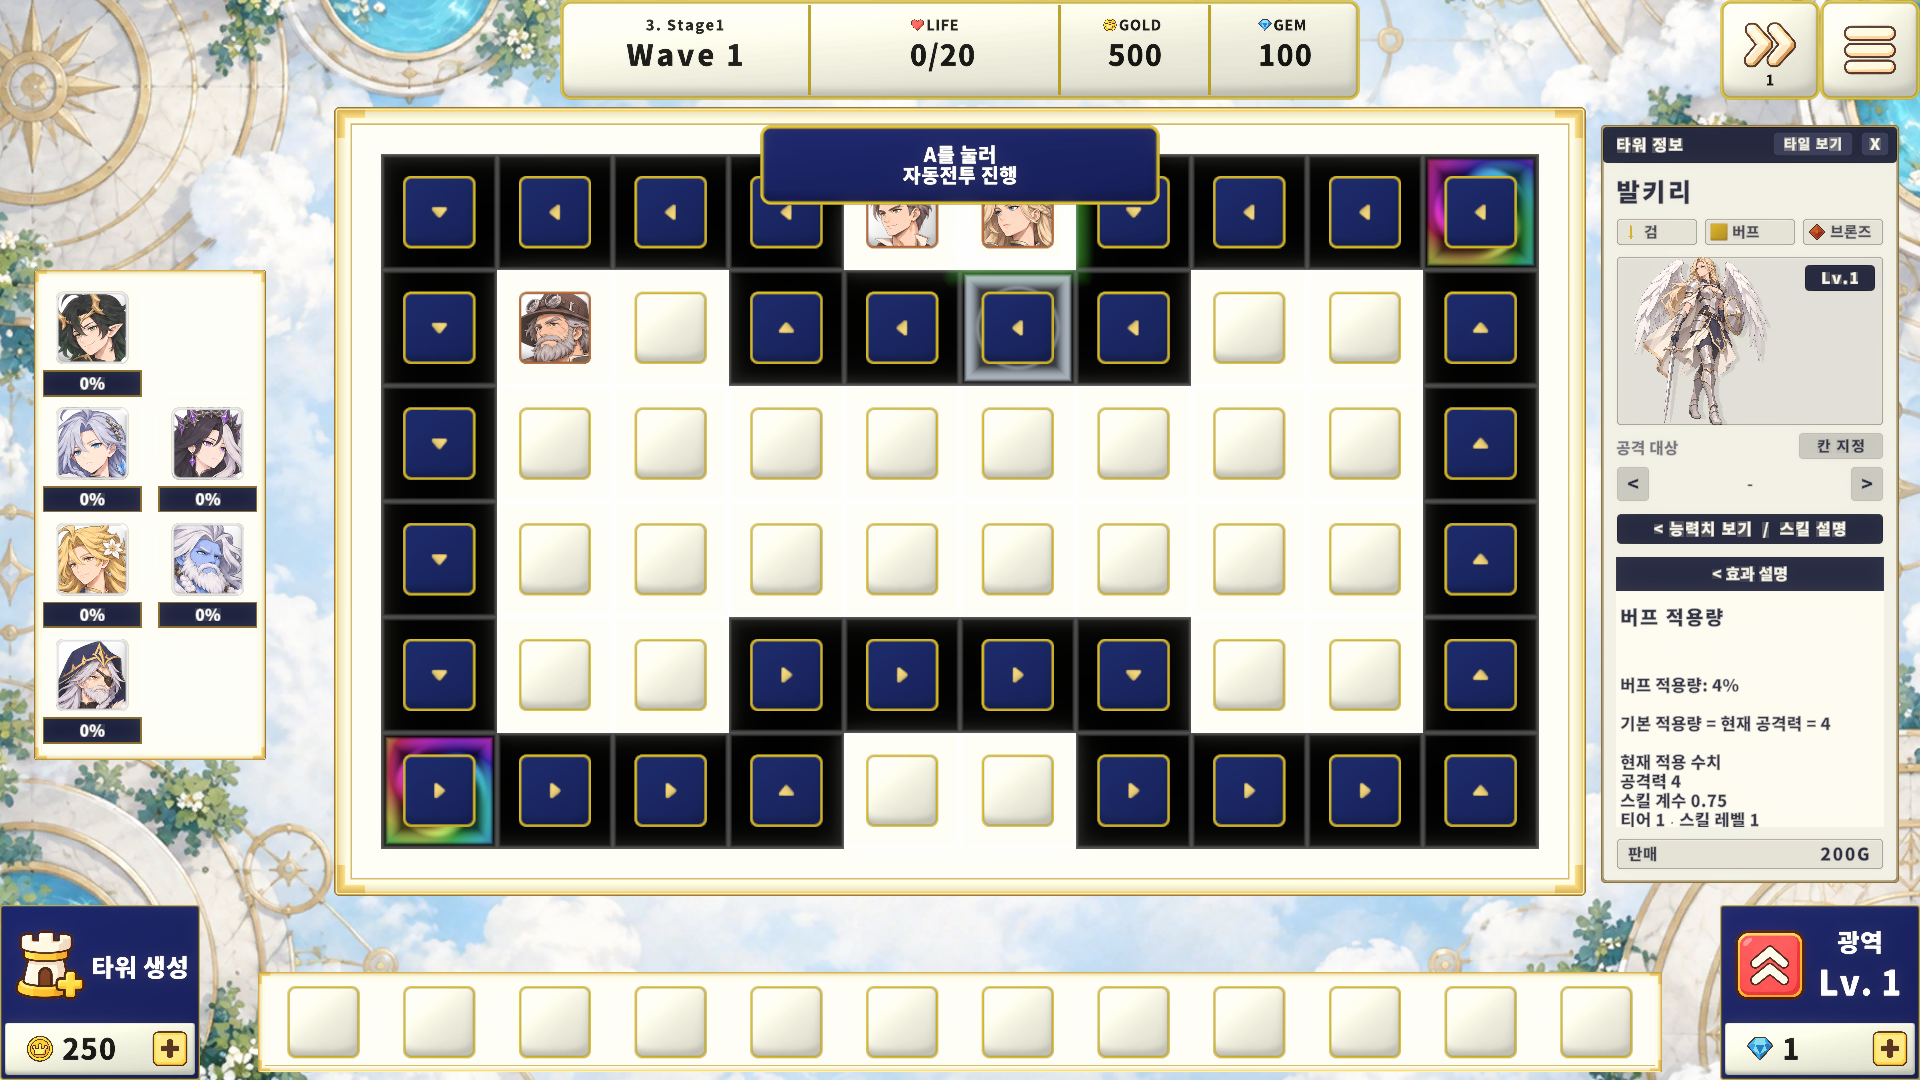 3. Stage1
Wave 1
LIFE
0/20
GOLD
500
GEM
100
1
A를 눌러
자동전투 진행
타워 정보
타일 보기
X
발키리
검
버프
브론즈
Lv.1
공격 대상
칸 지정
<
-
>
< 능력치 보기 / 스킬 설명
< 효과 설명
버프 적용량
버프 적용량: 4%
기본 적용량 = 현재 공격력 = 4
현재 적용 수치
공격력 4
스킬 계수 0.75
티어 1 · 스킬 레벨 1
판매
200G
0%
0%
0%
0%
0%
0%
타워 생성
250
광역
Lv. 1
1